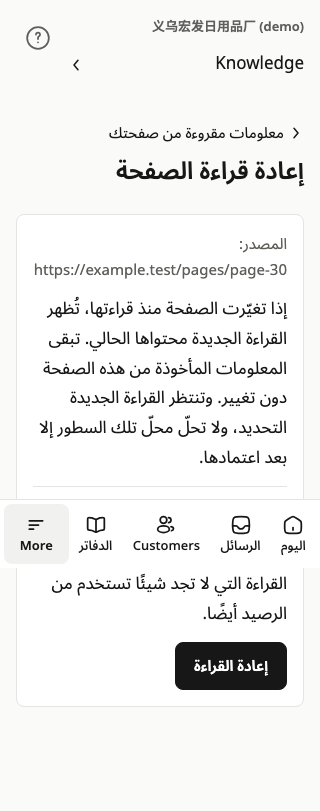 义乌宏发日用品厂 (demo)
Knowledge
معلومات مقروءة من صفحتك
إعادة قراءة الصفحة
المصدر:
https://example.test/pages/page-30
إذا تغيّرت الصفحة منذ قراءتها، تُظهر
القراءة الجديدة محتواها الحالي. تبقى
المعلومات المأخوذة من هذه الصفحة
دون تغيير. وتنتظر القراءة الجديدة
التحديد، ولا تحلّ محلّ تلك السطور إلا
بعد اعتمادها.
اليوم
الرسائل
Customers
الدفاتر
More
القراءة التي لا تجد شيئًا تستخدم من
الرصيد أيضًا.
إعادة القراءة